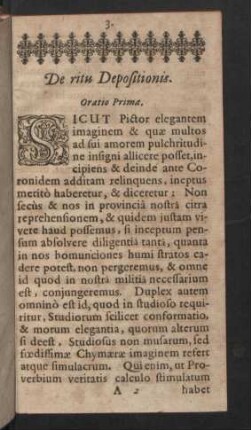 3.
De ritu Depositionis.
Oratio Prima.
SICUT Pictor elegantem
imaginem & quæ multos
ad sui amorem pulchritudi-
ne insigni allicere posset, in-
cipiens & deinde ante Co-
ronidem additam relinquens, ineptus
meritò haberetur, & diceretur: Non
secùs & nos in provinciâ nostrâ citra
reprehensionem, & quidem justam vi-
vere haud possemus, si inceptum pen-
sum absolvere diligentiâ tantâ, quanta
in nos homunciones humi stratos ca-
dere potest, non pergeremus, & omne
id quod in nostrâ militiâ necessarium
est, conjungeremus. Duplex autem
omninò est id, quod in studioso requi-
ritur, Studiorum scilicet conformatio,
& morum elegantia, quorum alterum
si deest, Studiosus non musarum, sed
fœdissimæ Chymæræ imaginem refert
atque simulacrum. Qui enim, ut Pro-
verbium veritatis calculo stimulatum
A 2 habet